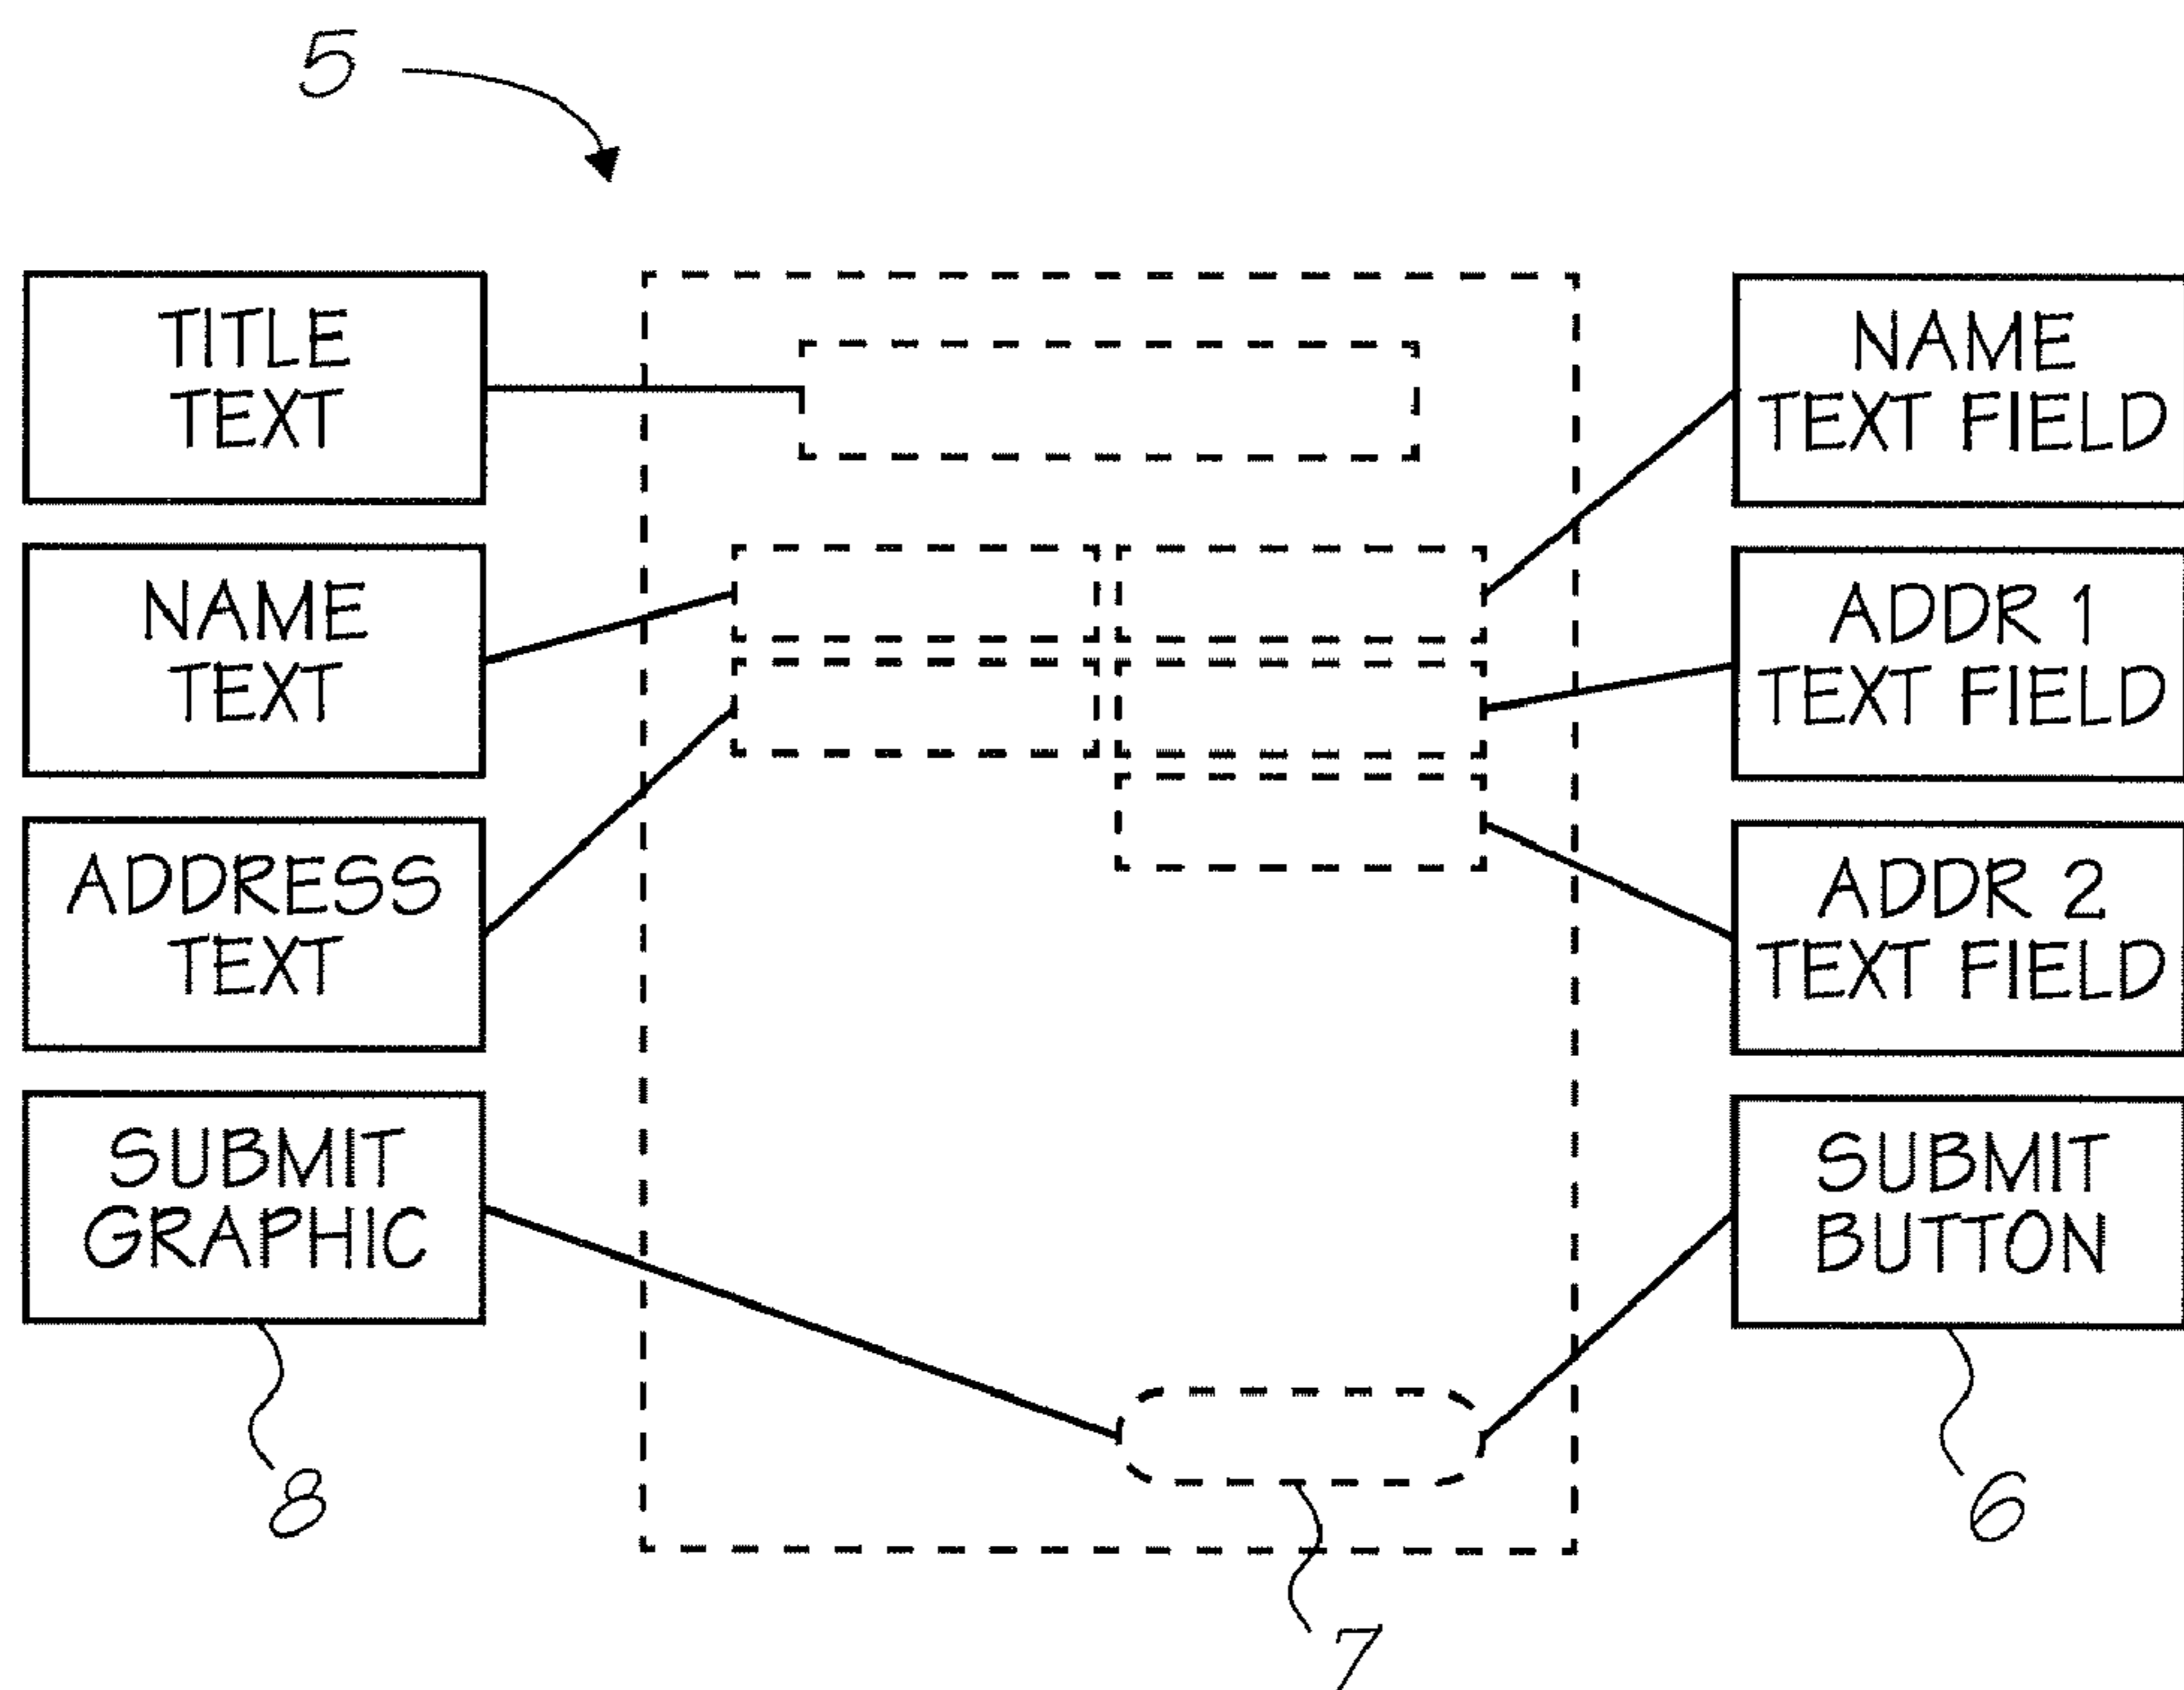 5
TITLE
TEXT
NAME
TEXT
ADDRESS
TEXT
SUBMIT
GRAPHIC
8
NAME
TEXT FIELD
ADDR 1
TEXT FIELD
ADDR 2
TEXT FIELD
SUBMIT
BUTTON
6
7